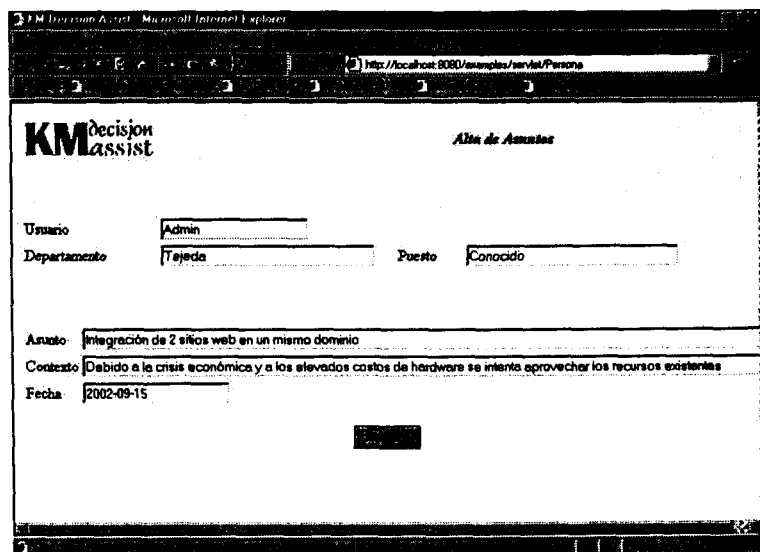 KM Decision Assist - Microsoft Internet Explorer
http://localhost:8080/examples/servlet/Persona
KM decision assist
Alta de Asuntos
Usuario Admin
Departamento Tejeda Puesto Conocido
Asunto Integración de 2 sitios web en un mismo dominio
Contexto Debido a la crisis económica y a los elevados costos de hardware se intenta aprovechar los recursos existentes
Fecha 2002-09-15